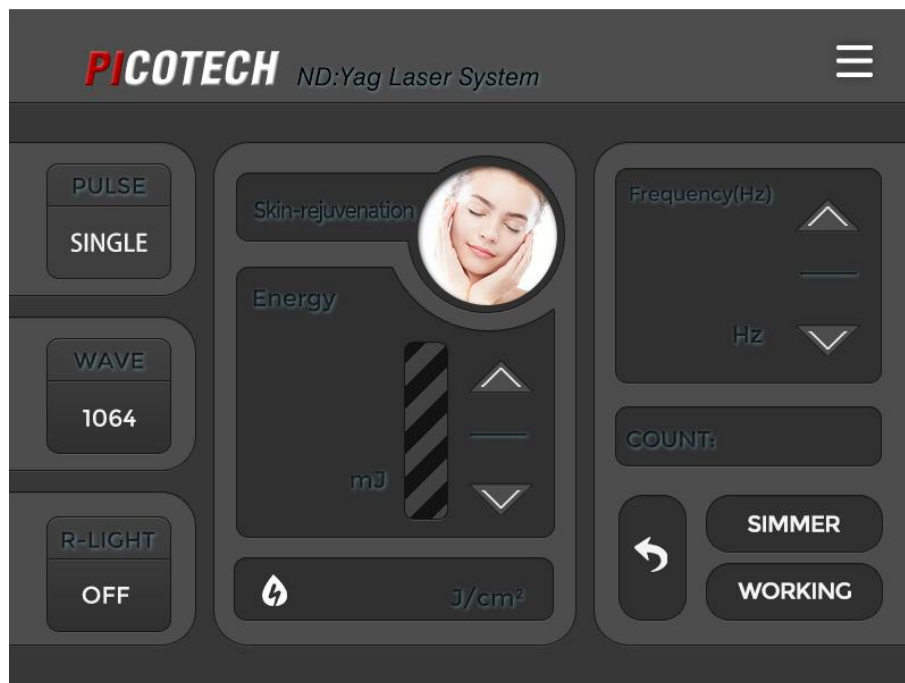 PICOTECH ND:Yag Laser System
PULSE
SINGLE
WAVE
1064
R-LIGHT
OFF
Skin-rejuvenation
Energy
mJ
J/cm²
Frequency(Hz)
Hz
COUNT:
SIMMER
WORKING